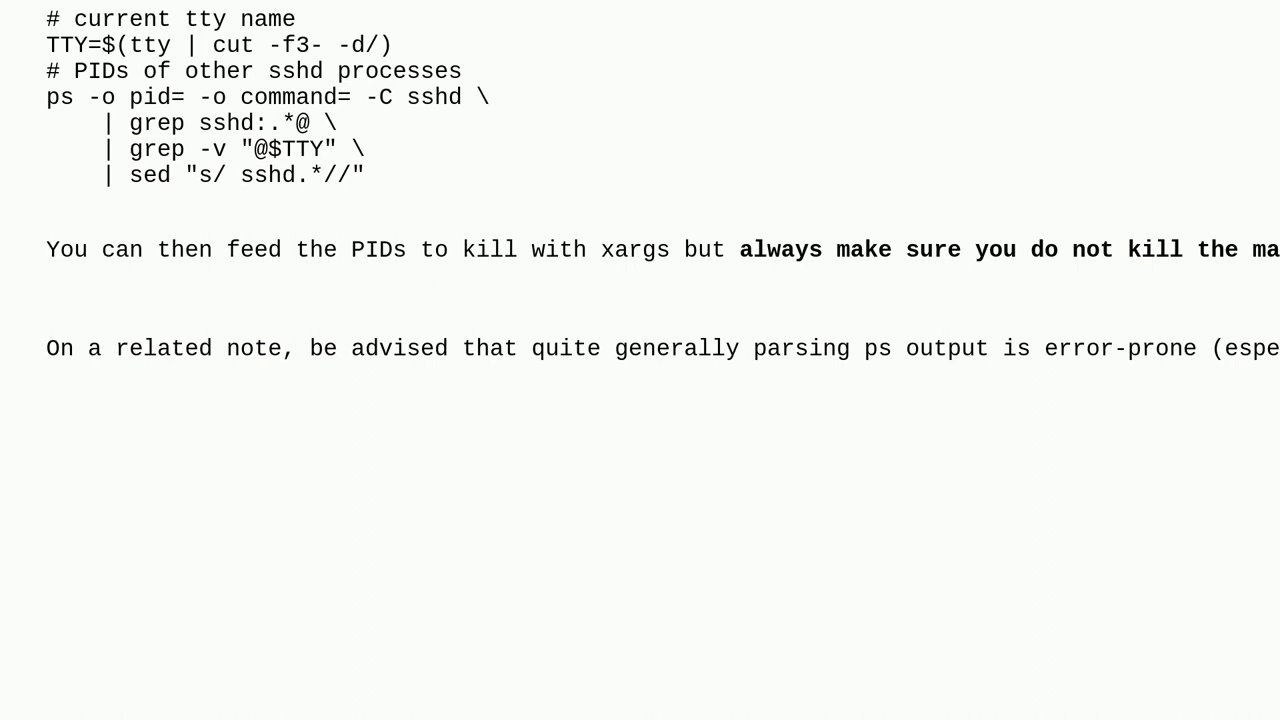 # current tty name
TTY=$(tty | cut -f3- -d/)
# PIDs of other sshd processes
ps -o pid= -o command= -C sshd \
    | grep sshd:.*@ \
    | grep -v "@$TTY" \
    | sed "s/ sshd.*//"
You can then feed the PIDs to kill with xargs but always make sure you do not kill the ma
On a related note, be advised that quite generally parsing ps output is error-prone (espe